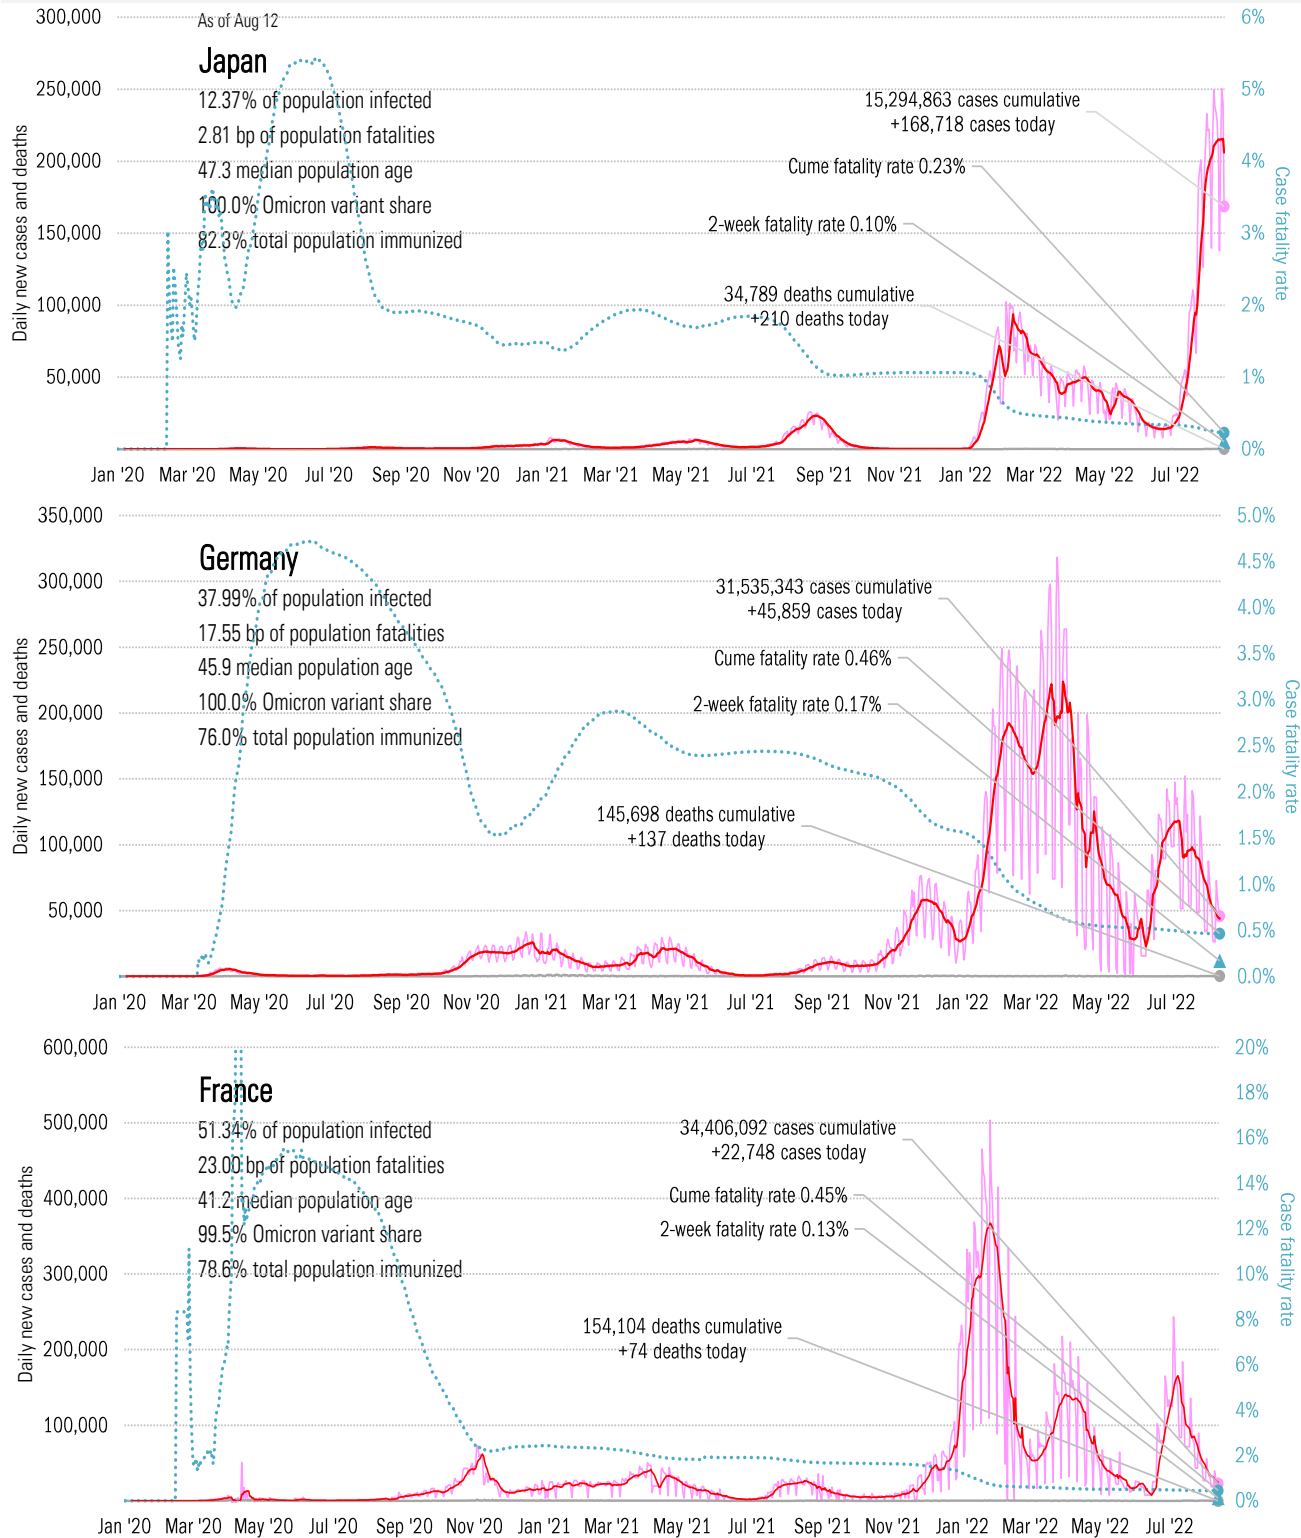 As of Aug 12
Japan
12.37% of population infected
2.81 bp of population fatalities
47.3 median population age
100.0% Omicron variant share
82.3% total population immunized
15,294,863 cases cumulative
+168,718 cases today
Cume fatality rate 0.23%
2-week fatality rate 0.10%
34,789 deaths cumulative
+210 deaths today
Daily new cases and deaths
300,000
250,000
200,000
150,000
100,000
50,000
6%
5%
4%
3%
2%
1%
0%
Case fatality rate
Jan '20 Mar '20 May '20 Jul '20 Sep '20 Nov '20 Jan '21 Mar '21 May '21 Jul '21 Sep '21 Nov '21 Jan '22 Mar '22 May '22 Jul '22
Germany
37.99% of population infected
17.55 bp of population fatalities
45.9 median population age
100.0% Omicron variant share
76.0% total population immunized
31,535,343 cases cumulative
+45,859 cases today
Cume fatality rate 0.46%
2-week fatality rate 0.17%
145,698 deaths cumulative
+137 deaths today
Daily new cases and deaths
350,000
300,000
250,000
200,000
150,000
100,000
50,000
5.0%
4.5%
4.0%
3.5%
3.0%
2.5%
2.0%
1.5%
1.0%
0.5%
0.0%
Case fatality rate
Jan '20 Mar '20 May '20 Jul '20 Sep '20 Nov '20 Jan '21 Mar '21 May '21 Jul '21 Sep '21 Nov '21 Jan '22 Mar '22 May '22 Jul '22
France
51.34% of population infected
23.00 bp of population fatalities
41.2 median population age
99.5% Omicron variant share
78.6% total population immunized
34,406,092 cases cumulative
+22,748 cases today
Cume fatality rate 0.45%
2-week fatality rate 0.13%
154,104 deaths cumulative
+74 deaths today
Daily new cases and deaths
600,000
500,000
400,000
300,000
200,000
100,000
20%
18%
16%
14%
12%
10%
8%
6%
4%
2%
0%
Case fatality rate
Jan '20 Mar '20 May '20 Jul '20 Sep '20 Nov '20 Jan '21 Mar '21 May '21 Jul '21 Sep '21 Nov '21 Jan '22 Mar '22 May '22 Jul '22